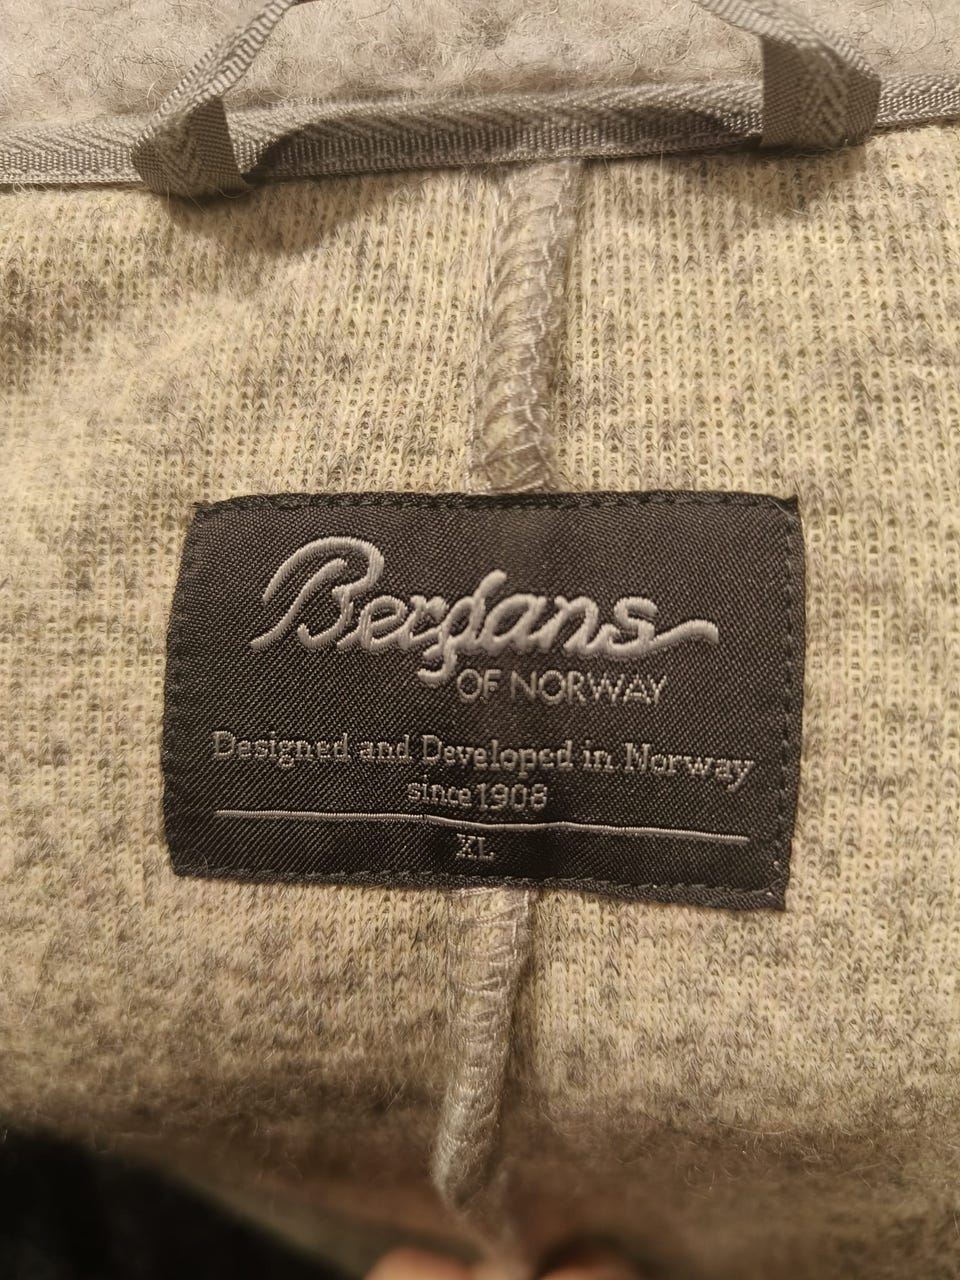 Bergans
OF NORWAY
Designed and Developed in Norway
since 1908
XL